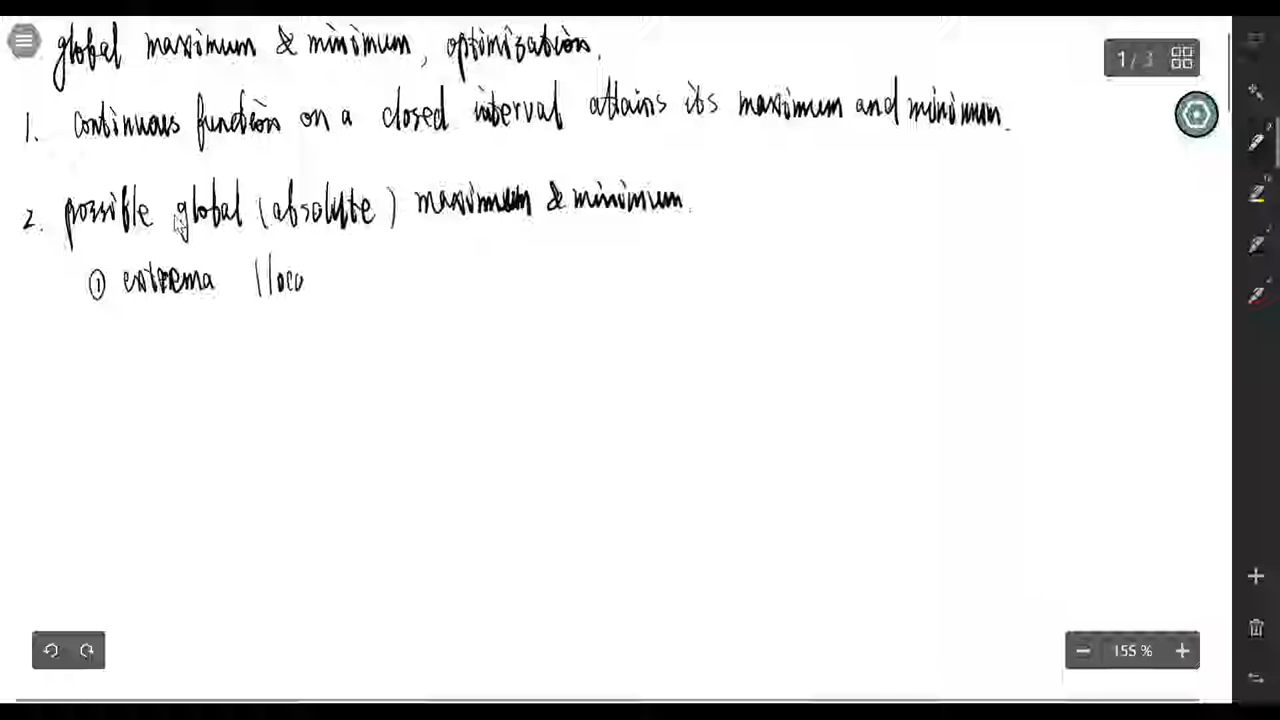 global maximum & minimum, optimization.
1. continuous function on a closed interval attains its maximum and minimum.
2. possible global (absolute) maximum & minimum.
① extrema (loca
1 / 3
155 %